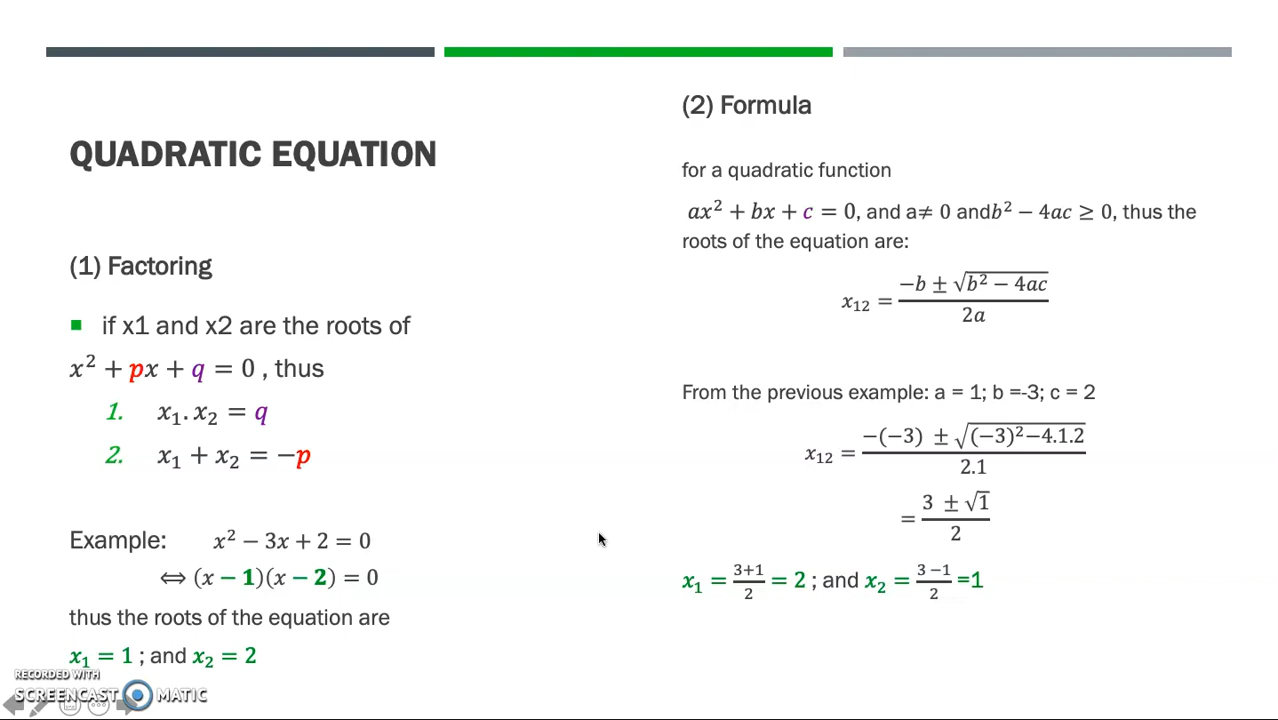 QUADRATIC EQUATION
(1) Factoring
if x1 and x2 are the roots of
x² + px + q = 0 , thus
1. x₁. x₂ = q
2. x₁ + x₂ = −p
Example: x² − 3x + 2 = 0
⇔ (x − 1)(x − 2) = 0
thus the roots of the equation are
x₁ = 1 ; and x₂ = 2
(2) Formula
for a quadratic function
ax² + bx + c = 0, and a≠ 0 andb² − 4ac ≥ 0, thus the
roots of the equation are:
x₁₂ = (−b ± √(b² − 4ac))/(2a)
From the previous example: a = 1; b =-3; c = 2
x₁₂ = (−(−3) ± √((−3)²−4.1.2))/(2.1)
= (3 ± √1)/2
x₁ = (3+1)/2 = 2 ; and x₂ = (3 −1)/2 =1
RECORDED WITH
SCREENCAST MATIC